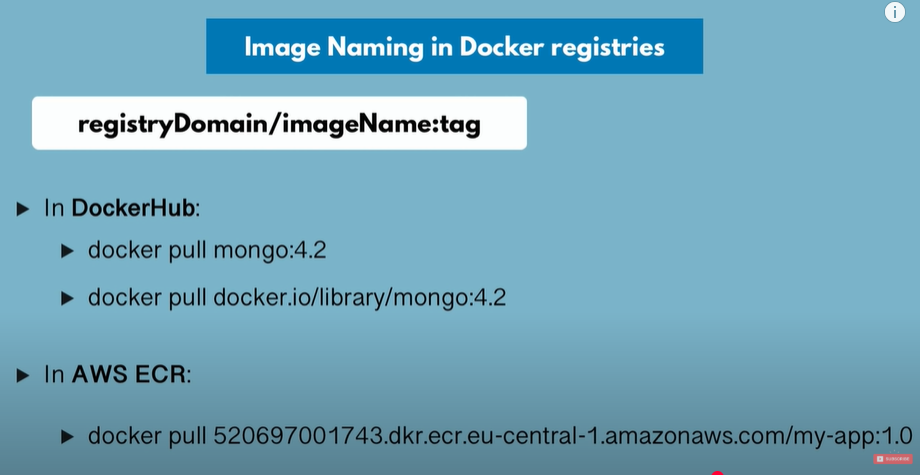 Image Naming in Docker registries
registryDomain/imageName:tag
In DockerHub:
docker pull mongo:4.2
docker pull docker.io/library/mongo:4.2
In AWS ECR:
docker pull 520697001743.dkr.ecr.eu-central-1.amazonaws.com/my-app:1.0
SUBSCRIBE